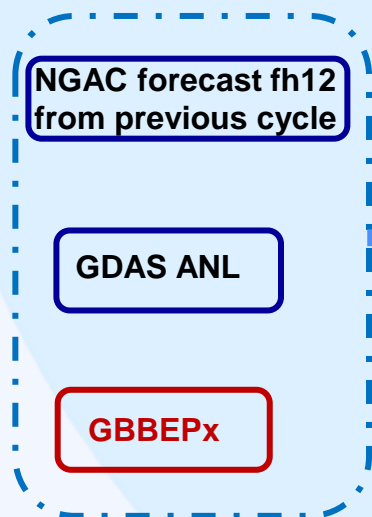 NGAC forecast fh12
from previous cycle
GDAS ANL
GBBEPx